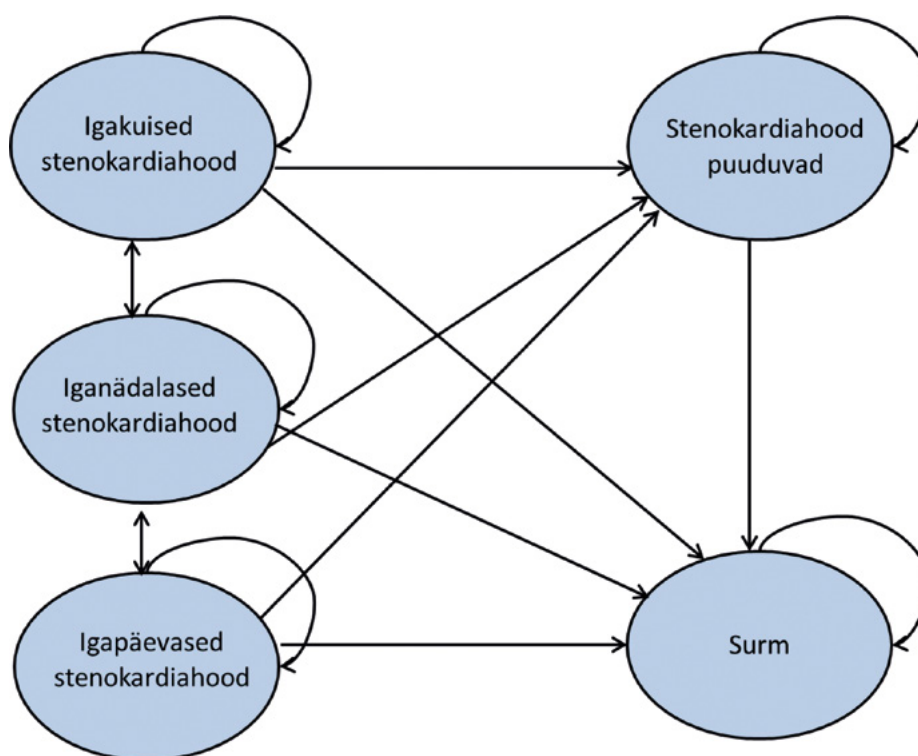 Igakuised
stenokardiahood
Stenokardiahood
puuduvad
Iganädalased
stenokardiahood
Igapäevased
stenokardiahood
Surm